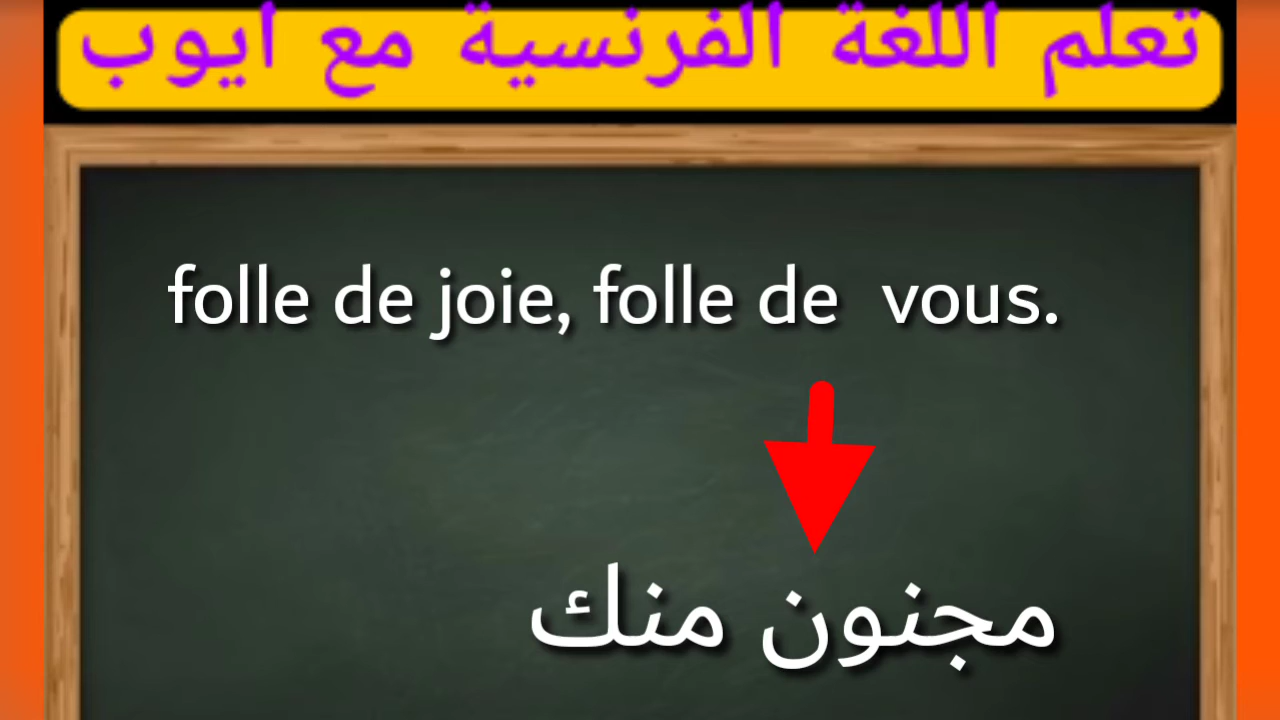 تعلم اللغة الفرنسية مع ايوب
folle de joie, folle de vous.
مجنون منك